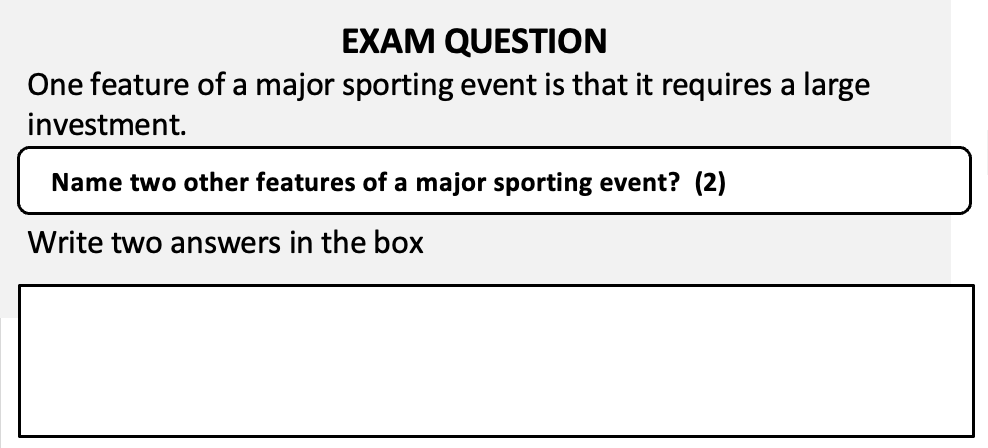 EXAM QUESTION
One feature of a major sporting event is that it requires a large
investment.
Name two other features of a major sporting event?  (2)
Write two answers in the box